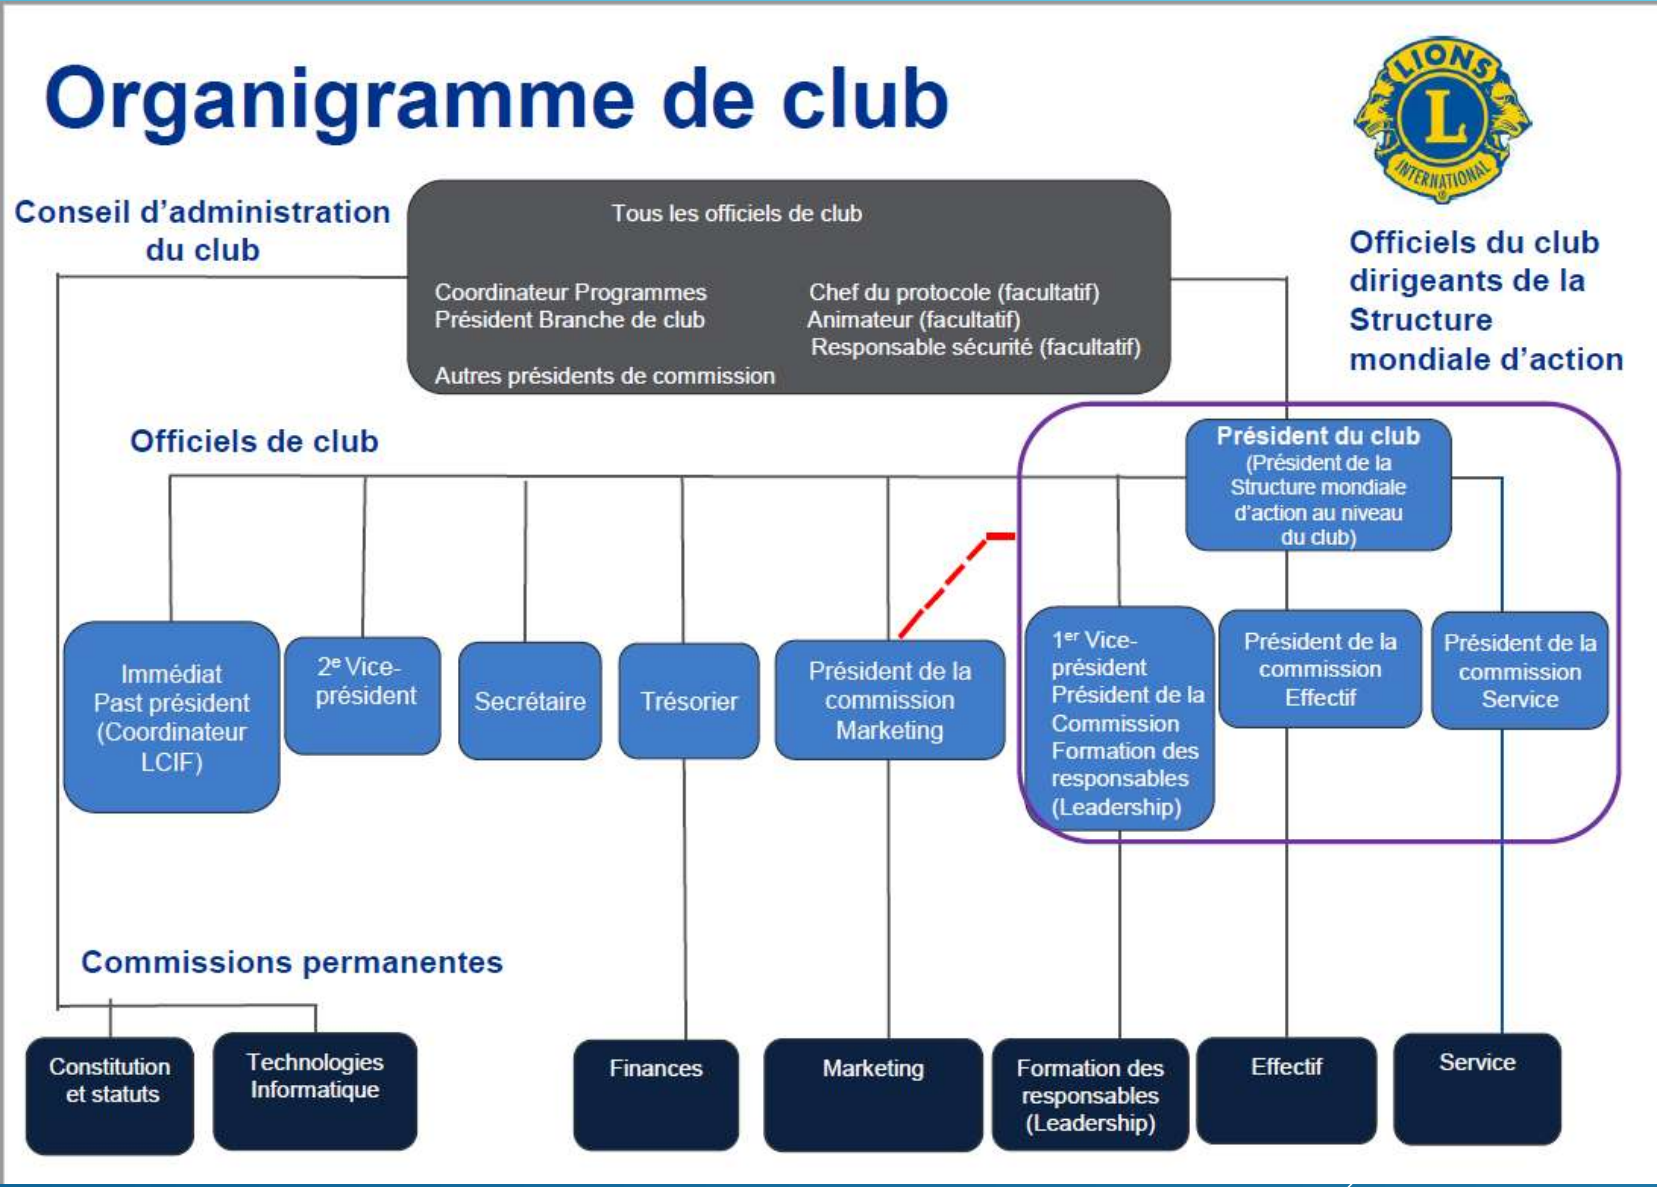 Organigramme de club
LIONS
L
INTERNATIONAL
®
Conseil d'administration
du club
Tous les officiels de club
Coordinateur Programmes
Président Branche de club
Autres présidents de commission
Chef du protocole (facultatif)
Animateur (facultatif)
Responsable sécurité (facultatif)
Officiels du club
dirigeants de la
Structure
mondiale d'action
Officiels de club
Président du club
(Président de la
Structure mondiale
d'action au niveau
du club)
Immédiat
Past président
(Coordinateur
LCIF)
2e Vice-
président
Secrétaire
Trésorier
Président de la
commission
Marketing
1er Vice-
président
Président de la
Commission
Formation des
responsables
(Leadership)
Président de la
commission
Effectif
Président de la
commission
Service
Commissions permanentes
Constitution
et statuts
Technologies
Informatique
Finances
Marketing
Formation des
responsables
(Leadership)
Effectif
Service